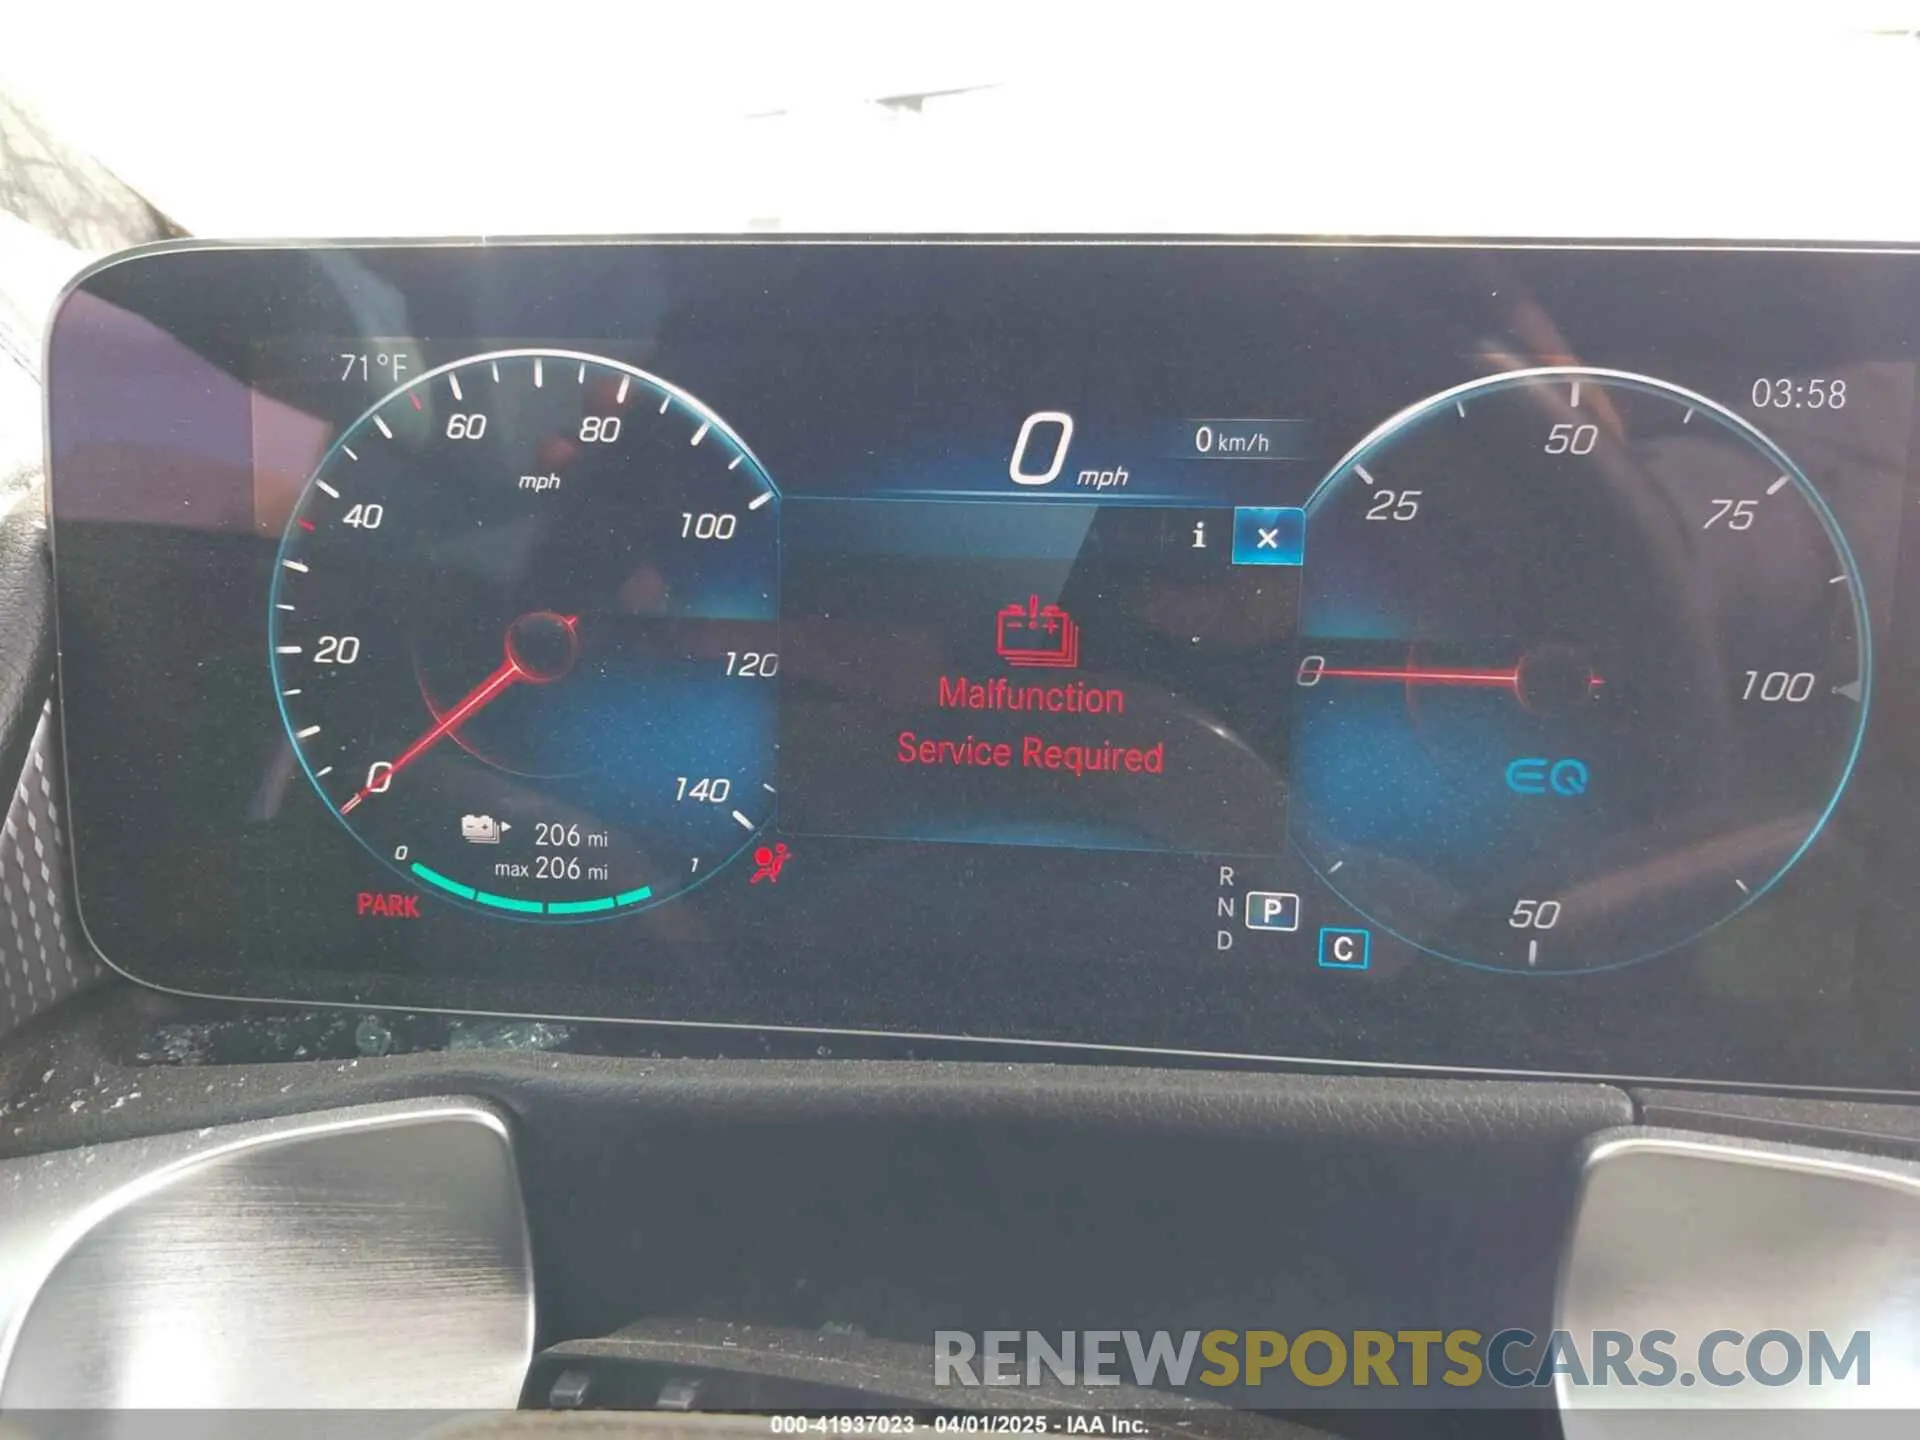 71°F
03:58
0 mph
0 km/h
0
20
40
60
80
100
120
140
mph
i ×
Malfunction
Service Required
0
25
50
75
100
50
EQ
206 mi
max 206 mi
0
1
PARK
R
N
D
P
C
RENEWSPORTSCARS.COM
000-41937023 - 04/01/2025 - IAA Inc.